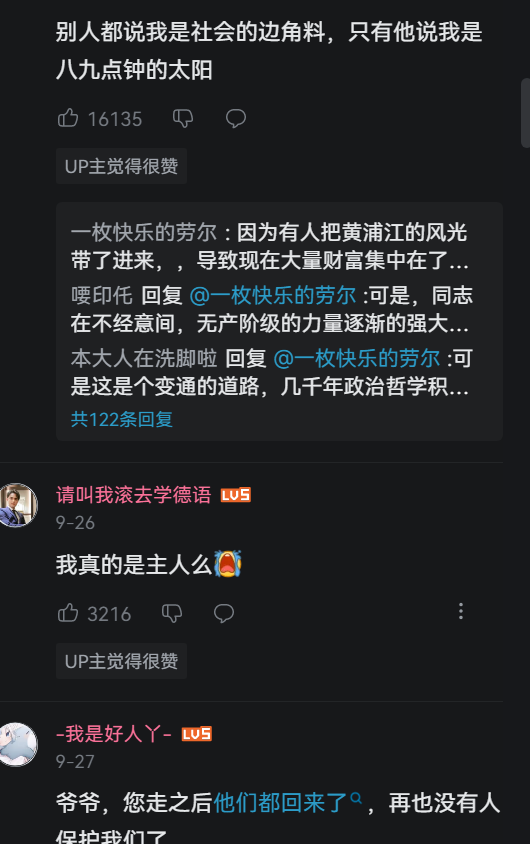 别人都说我是社会的边角料，只有他说我是
八九点钟的太阳
16135
UP主觉得很赞
一枚快乐的劳尔：因为有人把黄浦江的风光
带了进来，，导致现在大量财富集中在了...
喓印仛 回复 @一枚快乐的劳尔 :可是，同志
在不经意间，无产阶级的力量逐渐的强大...
本大人在洗脚啦 回复 @一枚快乐的劳尔 :可
是这是个变通的道路，几千年政治哲学积...
共122条回复
请叫我滚去学德语 LV5
9-26
我真的是主人么
3216
UP主觉得很赞
-我是好人丫- LV5
9-27
爷爷，您走之后他们都回来了，再也没有人
保护我们了